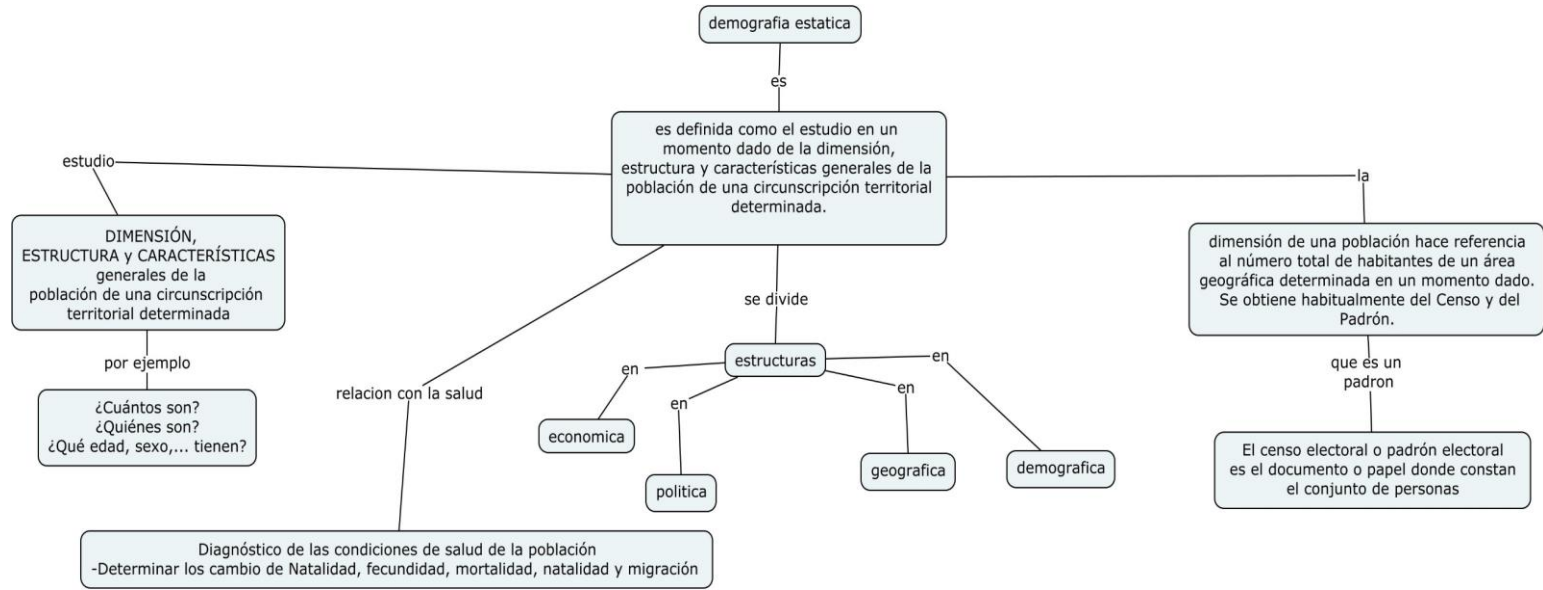 demografia estatica
es
es definida como el estudio en un
momento dado de la dimensión,
estructura y características generales de la
población de una circunscripción territorial
determinada.
estudio
DIMENSIÓN,
ESTRUCTURA y CARACTERÍSTICAS
generales de la
población de una circunscripción
territorial determinada
por ejemplo
¿Cuántos son?
¿Quiénes son?
¿Qué edad, sexo,... tienen?
relacion con la salud
Diagnóstico de las condiciones de salud de la población
-Determinar los cambio de Natalidad, fecundidad, mortalidad, natalidad y migración
se divide
estructuras
en
economica
en
politica
en
geografica
en
demografica
la
dimensión de una población hace referencia
al número total de habitantes de un área
geográfica determinada en un momento dado.
Se obtiene habitualmente del Censo y del
Padrón.
que es un
padron
El censo electoral o padrón electoral
es el documento o papel donde constan
el conjunto de personas